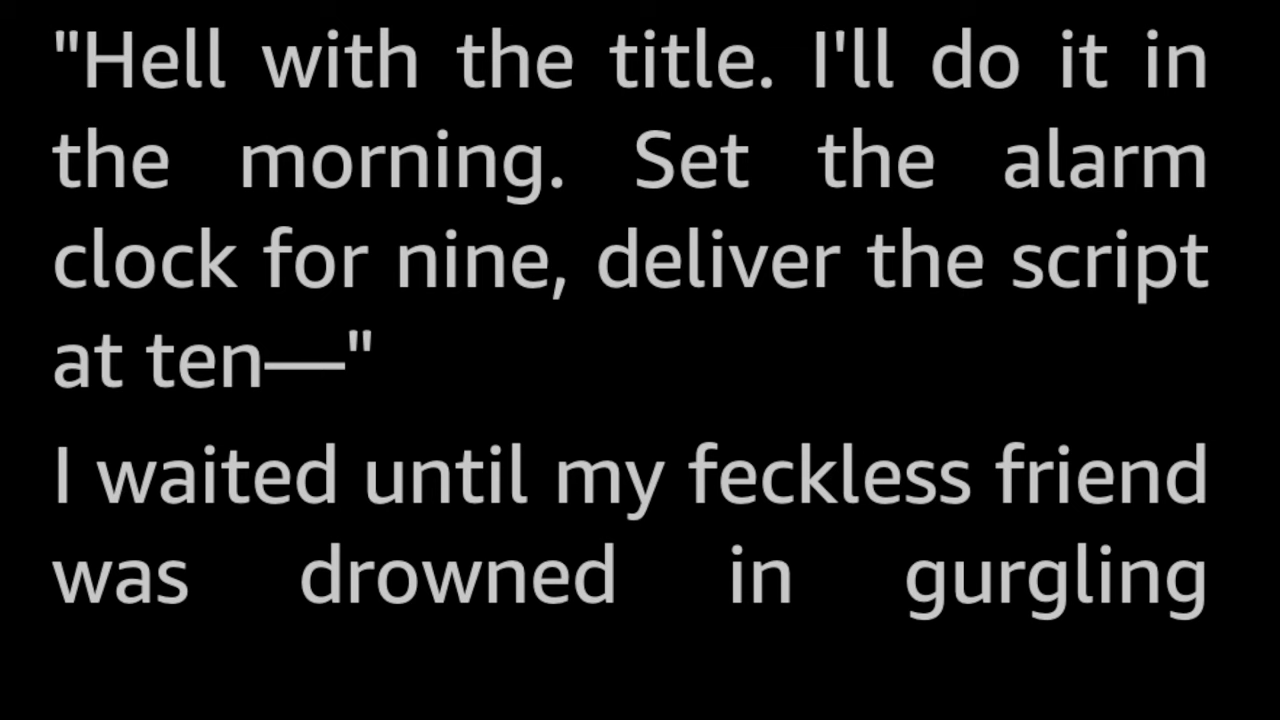 "Hell with the title. I'll do it in
the morning. Set the alarm
clock for nine, deliver the script
at ten—"
I waited until my feckless friend
was drowned in gurgling